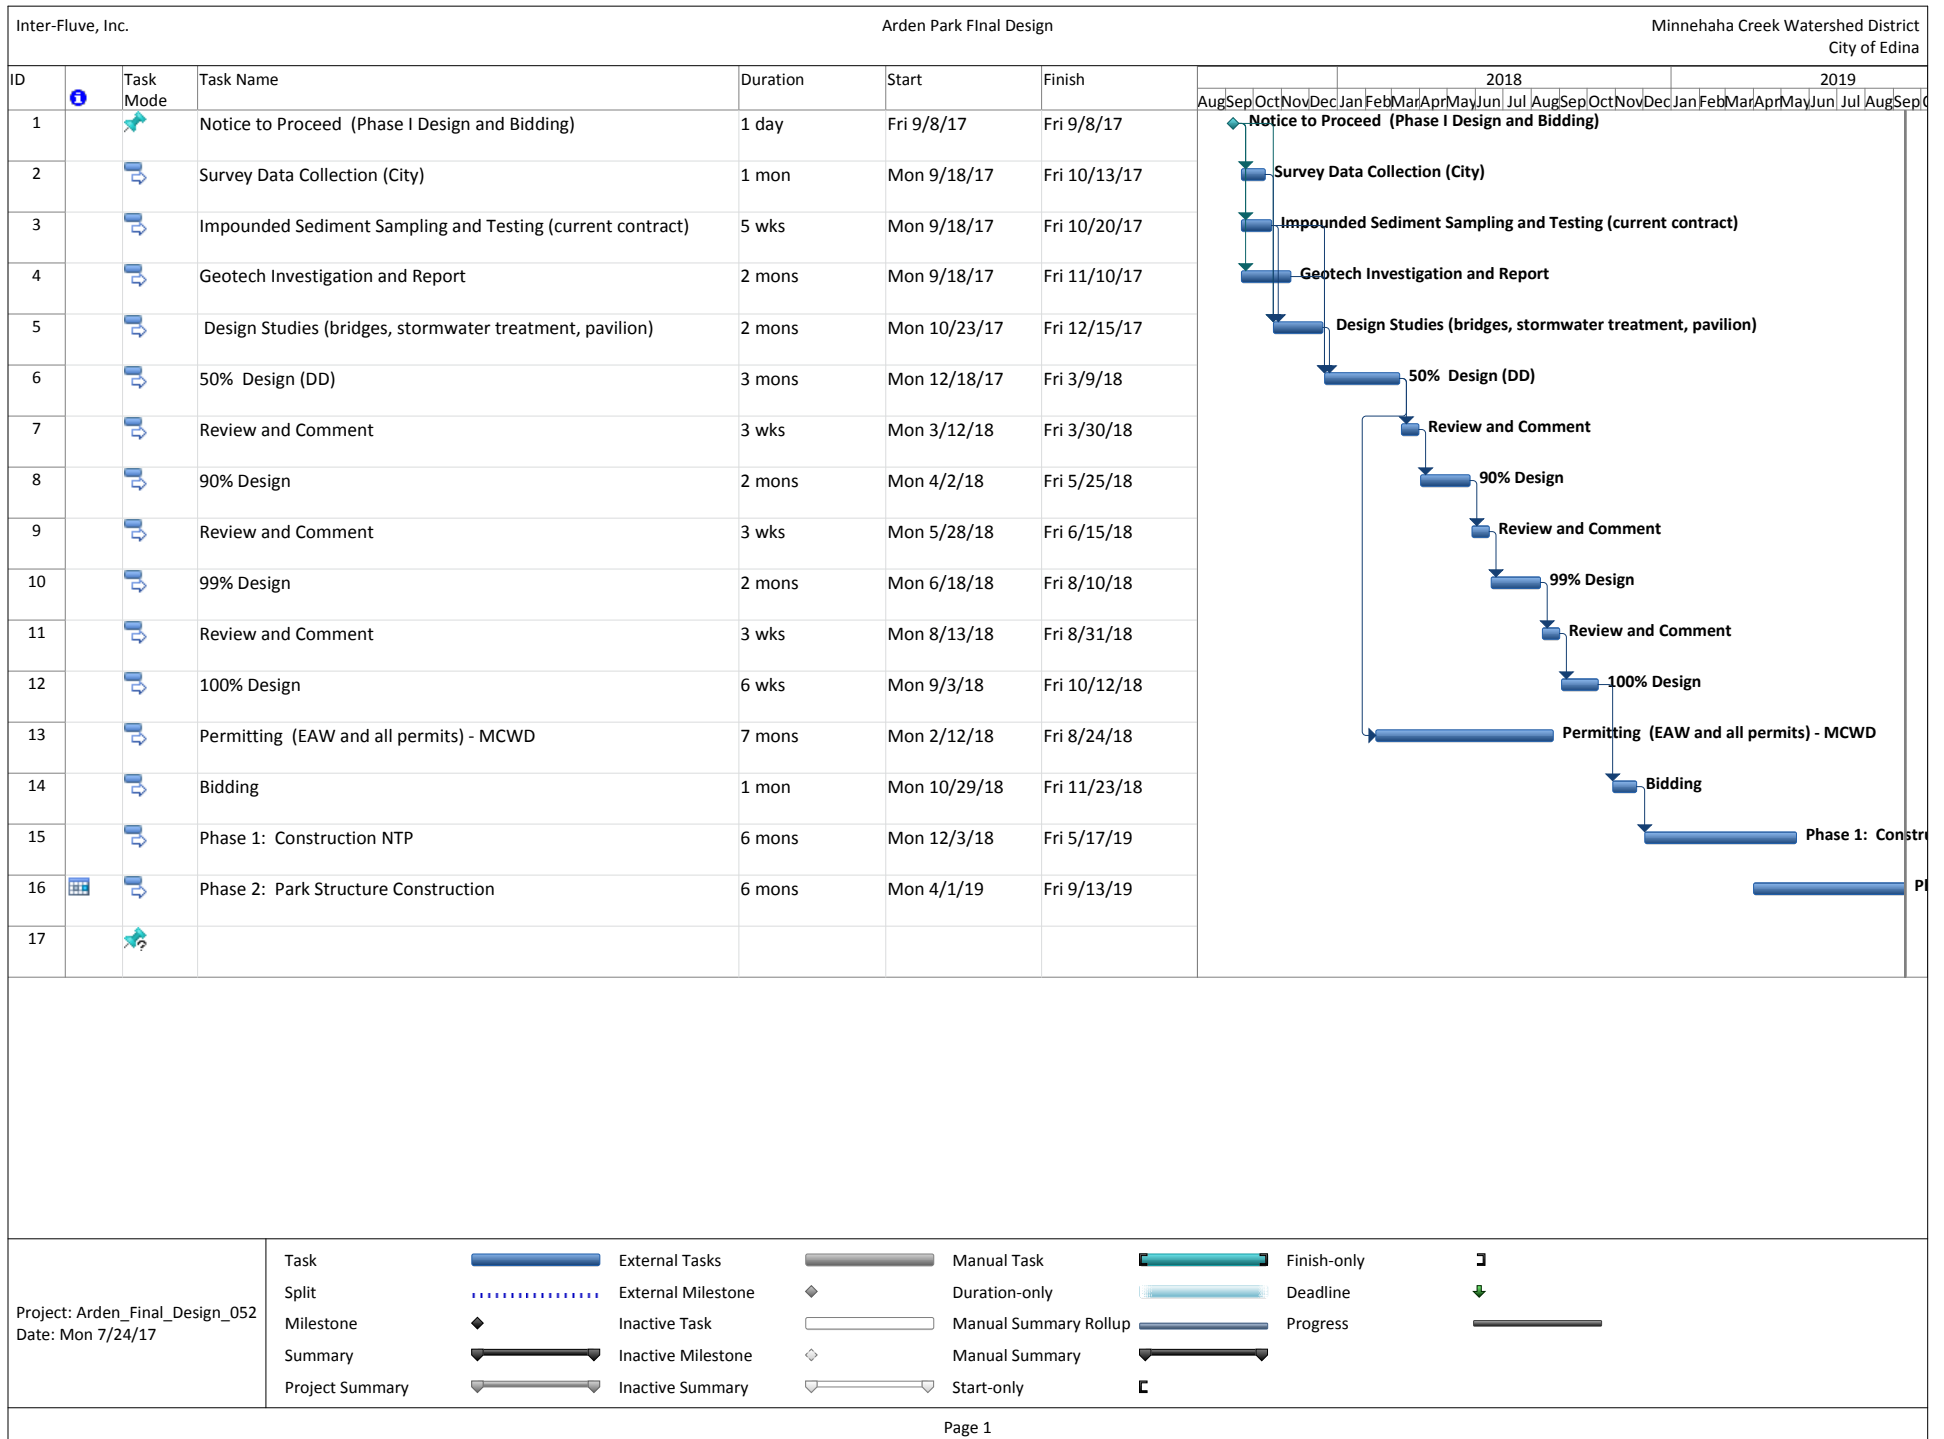 Inter-Fluve, Inc.
Arden Park FInal Design
Minnehaha Creek Watershed District
City of Edina
ID Task Mode Task Name Duration Start Finish
2018 2019
Aug Sep Oct Nov Dec Jan Feb Mar Apr May Jun Jul Aug Sep Oct Nov Dec Jan Feb Mar Apr May Jun Jul Aug Sep
1 Notice to Proceed (Phase I Design and Bidding) 1 day Fri 9/8/17 Fri 9/8/17 Notice to Proceed (Phase I Design and Bidding)
2 Survey Data Collection (City) 1 mon Mon 9/18/17 Fri 10/13/17 Survey Data Collection (City)
3 Impounded Sediment Sampling and Testing (current contract) 5 wks Mon 9/18/17 Fri 10/20/17 Impounded Sediment Sampling and Testing (current contract)
4 Geotech Investigation and Report 2 mons Mon 9/18/17 Fri 11/10/17 Geotech Investigation and Report
5 Design Studies (bridges, stormwater treatment, pavilion) 2 mons Mon 10/23/17 Fri 12/15/17 Design Studies (bridges, stormwater treatment, pavilion)
6 50% Design (DD) 3 mons Mon 12/18/17 Fri 3/9/18 50% Design (DD)
7 Review and Comment 3 wks Mon 3/12/18 Fri 3/30/18 Review and Comment
8 90% Design 2 mons Mon 4/2/18 Fri 5/25/18 90% Design
9 Review and Comment 3 wks Mon 5/28/18 Fri 6/15/18 Review and Comment
10 99% Design 2 mons Mon 6/18/18 Fri 8/10/18 99% Design
11 Review and Comment 3 wks Mon 8/13/18 Fri 8/31/18 Review and Comment
12 100% Design 6 wks Mon 9/3/18 Fri 10/12/18 100% Design
13 Permitting (EAW and all permits) - MCWD 7 mons Mon 2/12/18 Fri 8/24/18 Permitting (EAW and all permits) - MCWD
14 Bidding 1 mon Mon 10/29/18 Fri 11/23/18 Bidding
15 Phase 1: Construction NTP 6 mons Mon 12/3/18 Fri 5/17/19 Phase 1: Constru
16 Phase 2: Park Structure Construction 6 mons Mon 4/1/19 Fri 9/13/19
17
Project: Arden_Final_Design_052
Date: Mon 7/24/17
Task External Tasks Manual Task Finish-only
Split External Milestone Duration-only Deadline
Milestone Inactive Task Manual Summary Rollup Progress
Summary Inactive Milestone Manual Summary
Project Summary Inactive Summary Start-only
Page 1